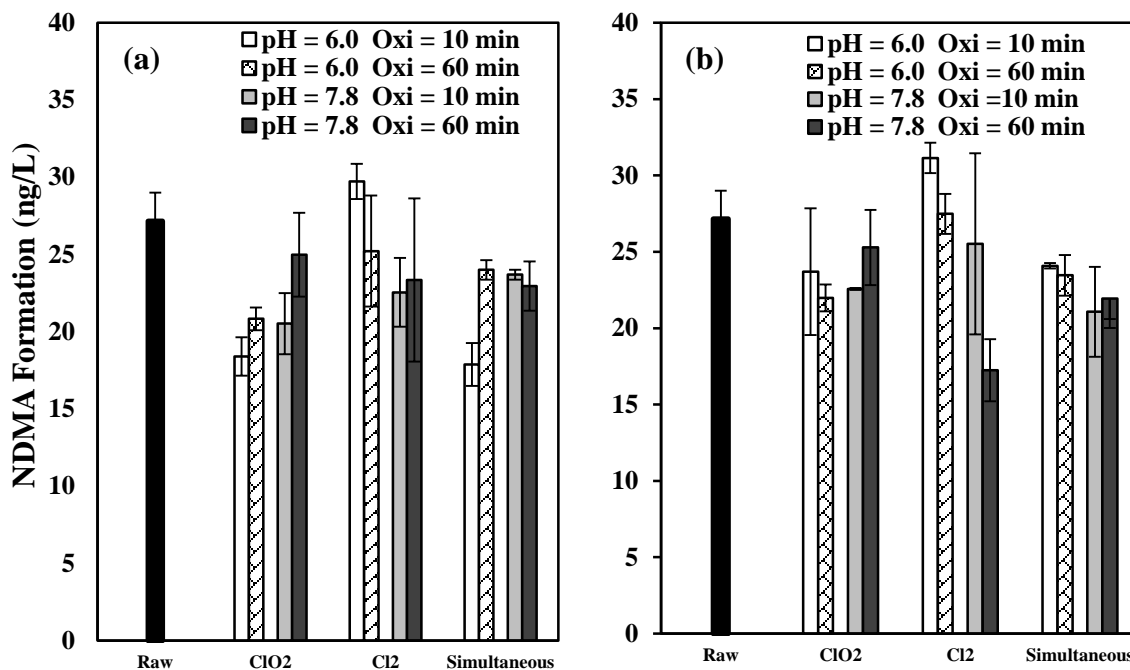 NDMA Formation (ng/L)
40
35
30
25
20
15
10
5
0
(a)
pH = 6.0 Oxi = 10 min
pH = 6.0 Oxi = 60 min
pH = 7.8 Oxi = 10 min
pH = 7.8 Oxi = 60 min
Raw ClO2 Cl2 Simultaneous
40
35
30
25
20
15
10
5
0
(b)
pH = 6.0 Oxi = 10 min
pH = 6.0 Oxi = 60 min
pH = 7.8 Oxi =10 min
pH = 7.8 Oxi = 60 min
Raw ClO2 Cl2 Simultaneous